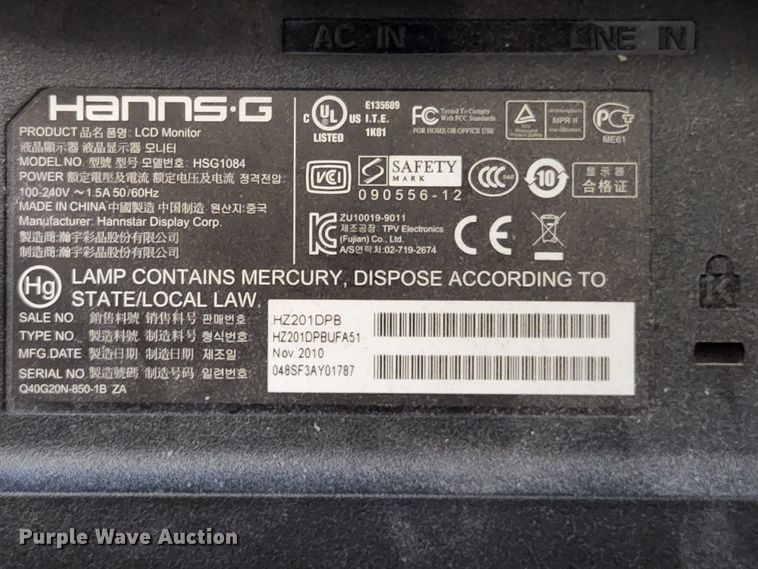 AC IN
LINE IN
Hanns·G
PRODUCT 品名 품명: LCD Monitor
液晶顯示器 液晶显示器 모니터
MODEL NO. 型號 型号 모델번호: HSG1084
POWER 額定電壓及電流 额定电压及电流 정격전압:
100-240V ～1.5A 50/60Hz
MADE IN CHINA 中國製造 中国制造 원산지:중국
Manufacturer: Hannstar Display Corp.
製造商:瀚宇彩晶股份有限公司
制造商:瀚宇彩晶股份有限公司
C UL US
LISTED
E135689
I.T.E.
1K81
FC Tested To Comply
With FCC Standards
FOR HOME OR OFFICE USE
MPR II
PCT
ME61
VCI
S SAFETY
MARK
090556-12
CCC
S&E
10
显示器
合格证
ZU10019-9011
제조공장: TPV Electronics
(Fujian) Co., Ltd.
A/S연락처:02-719-2674
CE
Hg
LAMP CONTAINS MERCURY, DISPOSE ACCORDING TO
STATE/LOCAL LAW.
SALE NO. 銷售料號 销售料号 판매번호: HZ201DPB
TYPE NO. 製造料號 制造料号 형식번호: HZ201DPBUFA51
MFG.DATE 製造日期 制造日期 제조일 Nov.2010
SERIAL NO 製造號碼 制造号码 일련번호: 048SF3AY01787
Q40G20N-850-1B ZA
K
Purple Wave Auction